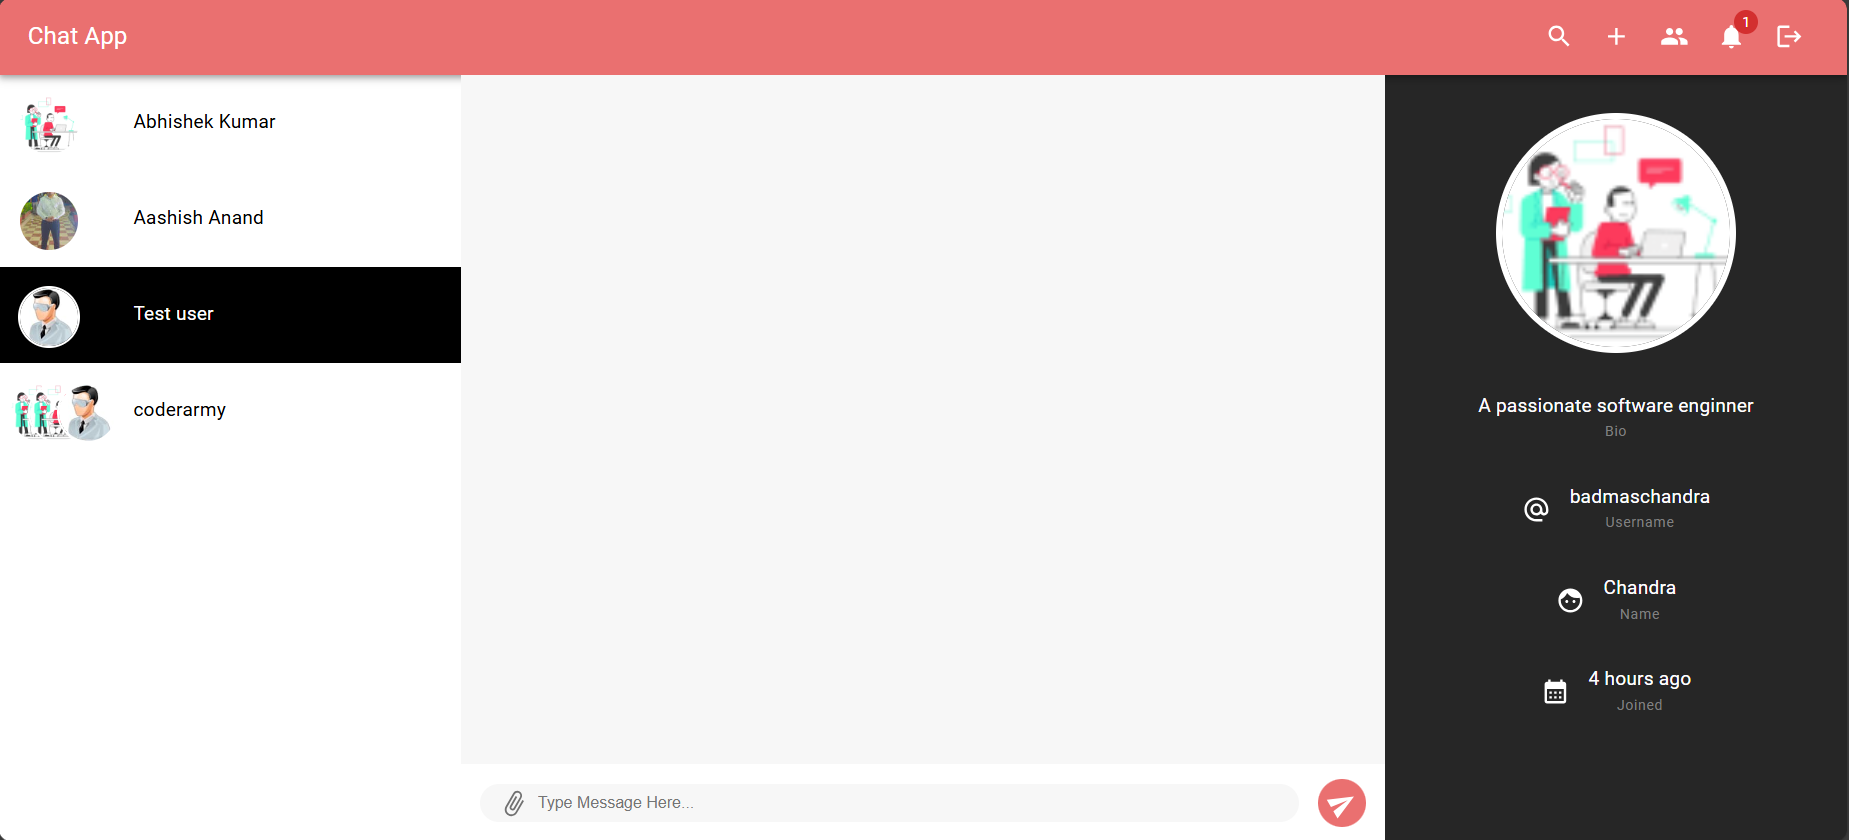 Chat App
1
Abhishek Kumar
Aashish Anand
Test user
coderarmy
Type Message Here...
A passionate software enginner
Bio
badmaschandra
Username
Chandra
Name
4 hours ago
Joined